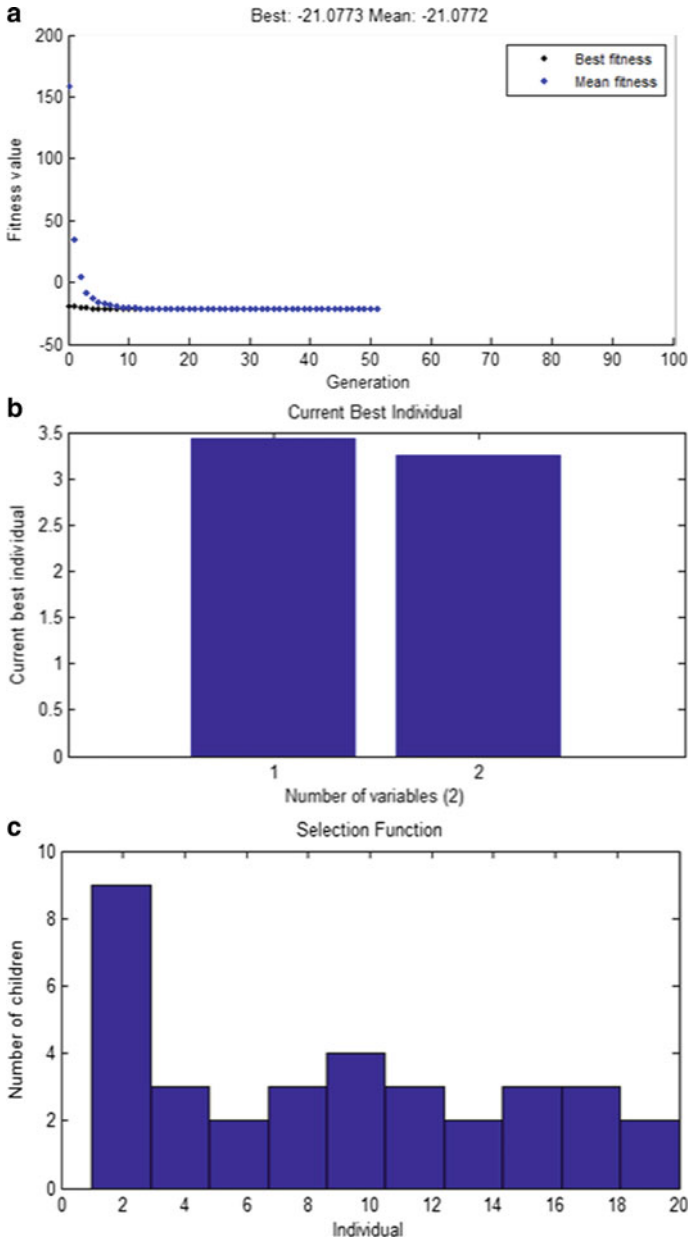 a
Best: -21.0773 Mean: -21.0772
200
150
100
50
0
-50
Fitness value
Best fitness
Mean fitness
0 10 20 30 40 50 60 70 80 90 100
Generation
b
Current Best Individual
3.5
3
2.5
2
1.5
1
0.5
0
Current best individual
1 2
Number of variables (2)
c
Selection Function
10
8
6
4
2
0
Number of children
0 2 4 6 8 10 12 14 16 18 20
Individual